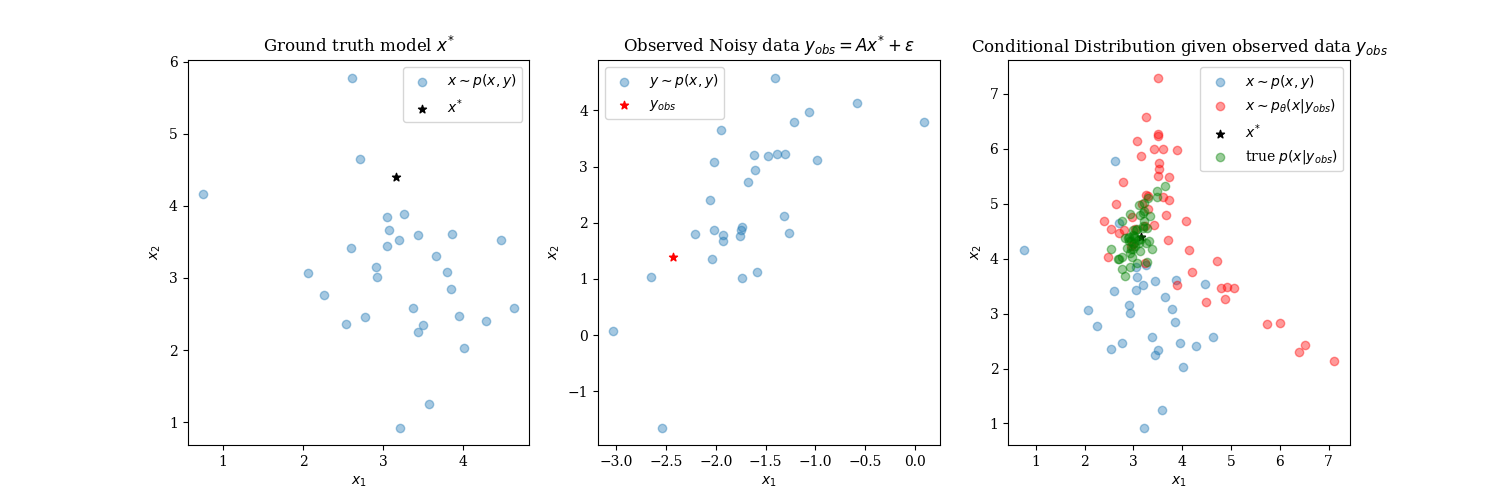 Ground truth model x*
x ~ p(x, y)
x*
6
5
4
3
2
1
x₂
1
2
3
4
x₁
Observed Noisy data y_obs = Ax* + ε
y ~ p(x, y)
y_obs
4
3
2
1
0
−1
x₂
−3.0
−2.5
−2.0
−1.5
−1.0
−0.5
0.0
x₁
Conditional Distribution given observed data y_obs
x ~ p(x, y)
x ~ p_θ(x|y_obs)
x*
true p(x|y_obs)
7
6
5
4
3
2
1
x₂
1
2
3
4
5
6
7
x₁